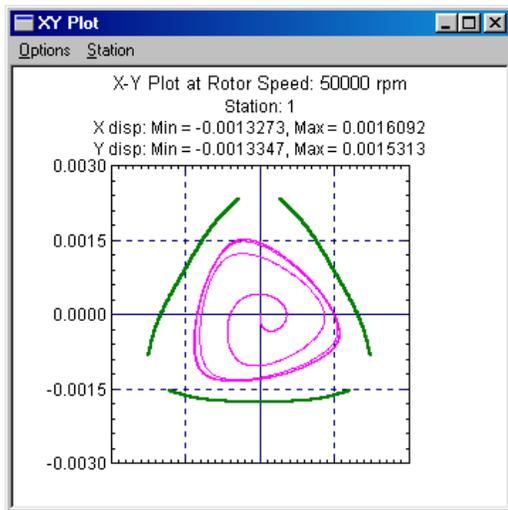 XY Plot
Options Station
X-Y Plot at Rotor Speed: 50000 rpm
Station: 1
X disp: Min = -0.0013273, Max = 0.0016092
Y disp: Min = -0.0013347, Max = 0.0015313
0.0030
0.0015
0.0000
-0.0015
-0.0030